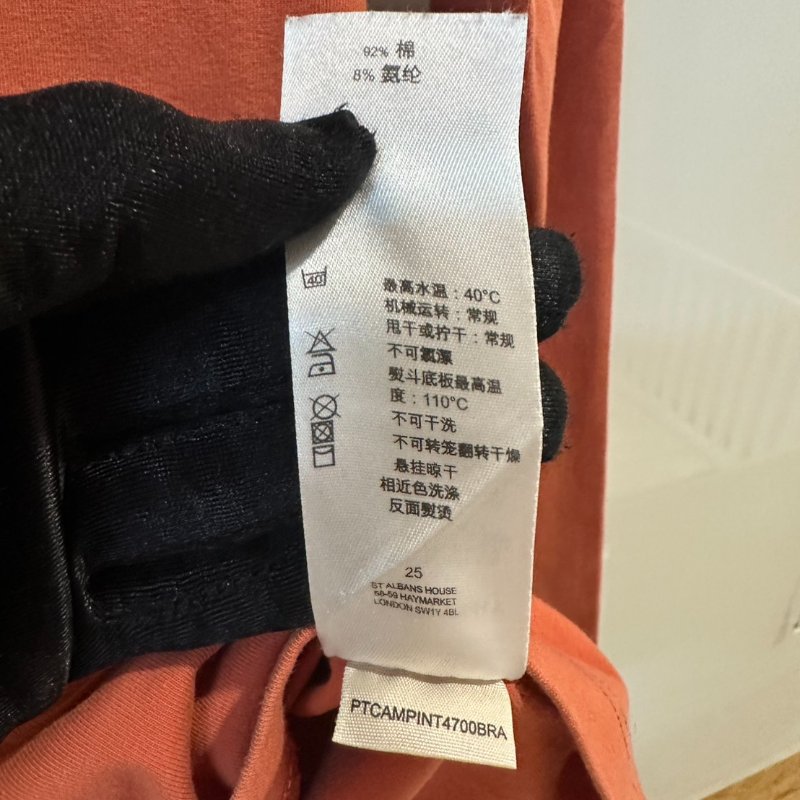 92% 棉
8% 氨纶
40
最高水温：40°C
机械运转：常规
甩干或拧干：常规
不可氯漂
熨斗底板最高温
度：110°C
不可干洗
不可转笼翻转干燥
悬挂晾干
相近色洗涤
反面熨烫
25
ST ALBANS HOUSE
58-59 HAYMARKET
LONDON SW1Y 4BL
PTCAMPINT4700BRA